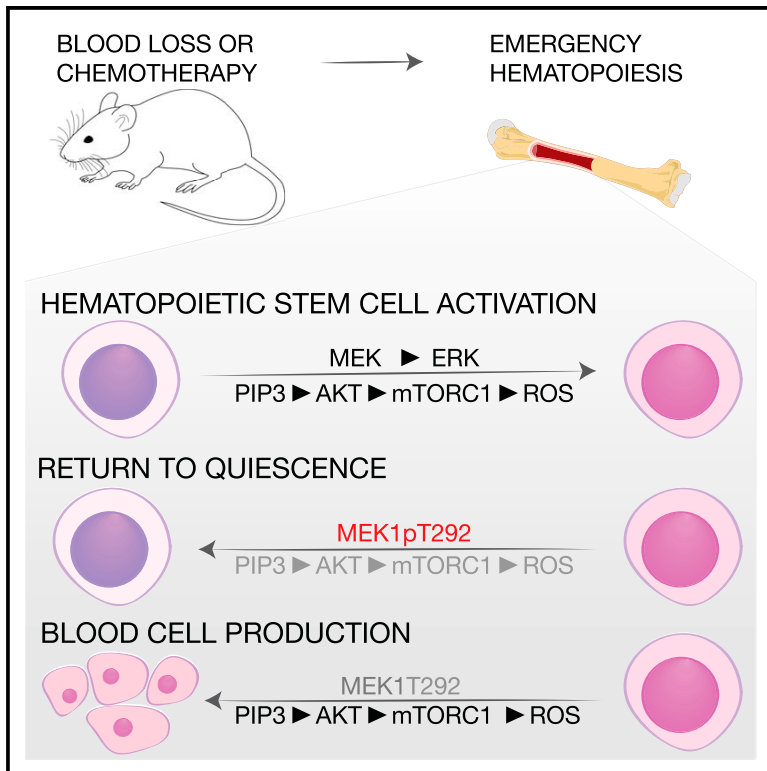 BLOOD LOSS OR
CHEMOTHERAPY
EMERGENCY
HEMATOPOIESIS
HEMATOPOIETIC STEM CELL ACTIVATION
MEK ► ERK
PIP3 ► AKT ► mTORC1 ► ROS
RETURN TO QUIESCENCE
MEK1pT292
PIP3 ► AKT ► mTORC1 ► ROS
BLOOD CELL PRODUCTION
MEK1T292
PIP3 ► AKT ► mTORC1 ► ROS